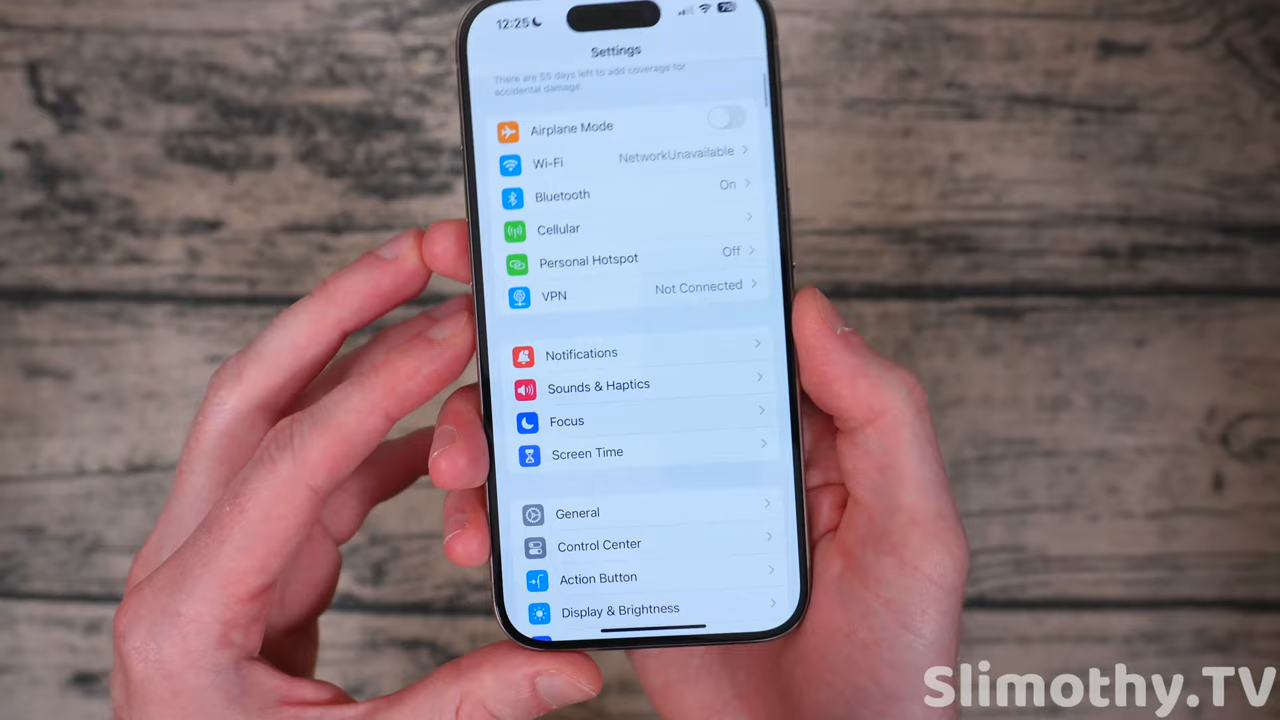 12:25
Settings
There are 55 days left to add coverage for
accidental damage.
Airplane Mode
Wi-Fi NetworkUnavailable
Bluetooth On
Cellular
Personal Hotspot Off
VPN Not Connected
Notifications
Sounds & Haptics
Focus
Screen Time
General
Control Center
Action Button
Display & Brightness
Slimothy.TV